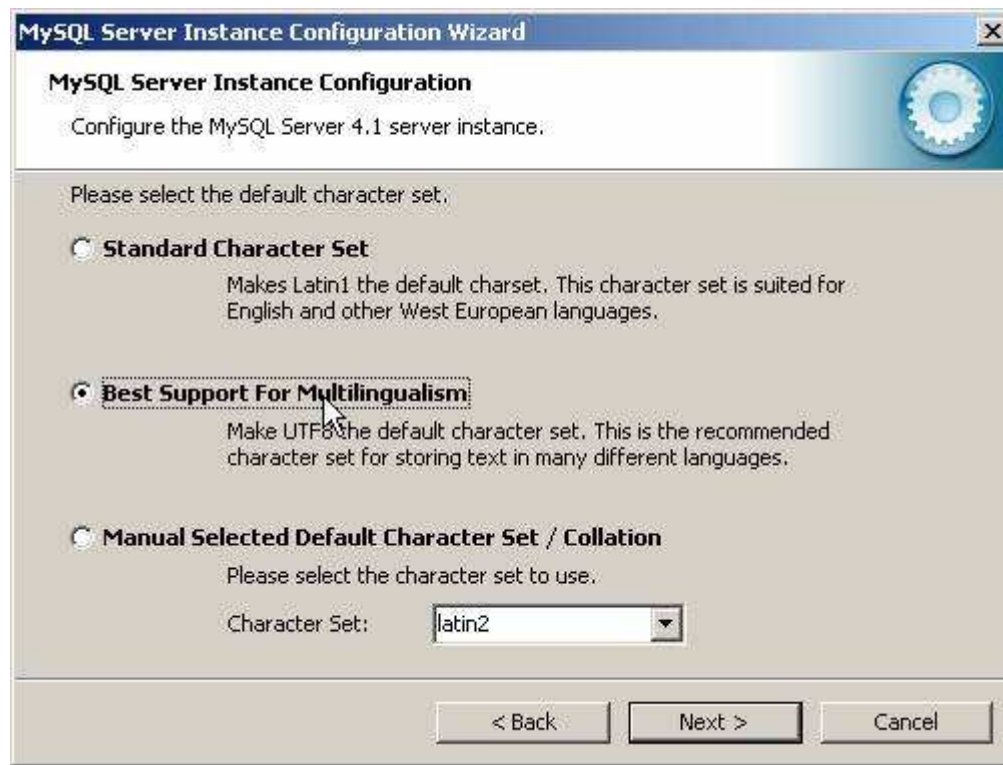 MySQL Server Instance Configuration Wizard
MySQL Server Instance Configuration
Configure the MySQL Server 4.1 server instance.
Please select the default character set.
Standard Character Set
Makes Latin1 the default charset. This character set is suited for
English and other West European languages.
Best Support For Multilingualism
Make UTF8 the default character set. This is the recommended
character set for storing text in many different languages.
Manual Selected Default Character Set / Collation
Please select the character set to use.
Character Set: latin2
< Back Next > Cancel